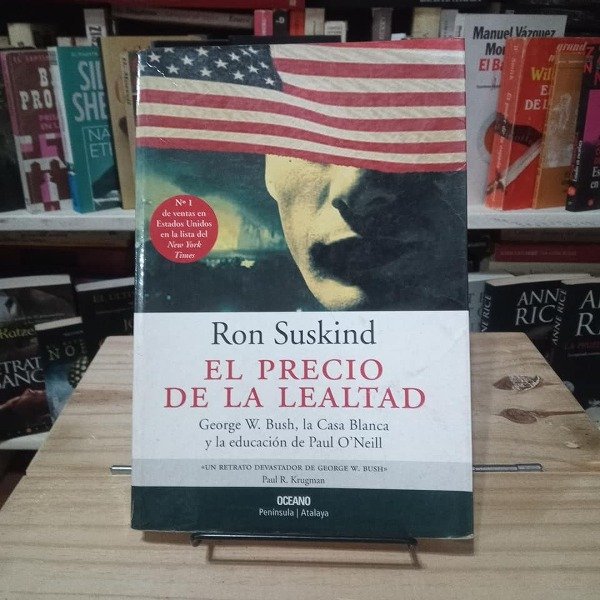 Nº 1
de ventas en
Estados Unidos
en la lista del
New York
Times
Ron Suskind
EL PRECIO
DE LA LEALTAD
George W. Bush, la Casa Blanca
y la educación de Paul O'Neill
«UN RETRATO DEVASTADOR DE GEORGE W. BUSH»
Paul R. Krugman
OCEANO
Península | Atalaya
Manuel Vázquez
ANNE
RICE
ANNE
RICE